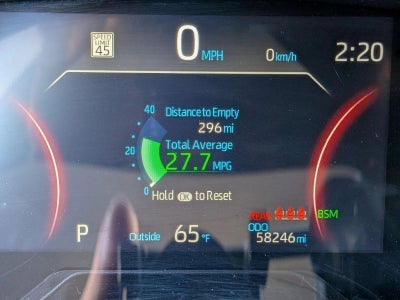 SPEED LIMIT 45
0 MPH
0 km/h
2:20
40
Distance to Empty
296 mi
20
Total Average
27.7 MPG
0
Hold OK to Reset
REAR
BSM
P
Outside 65 °F
ODO
58246 mi